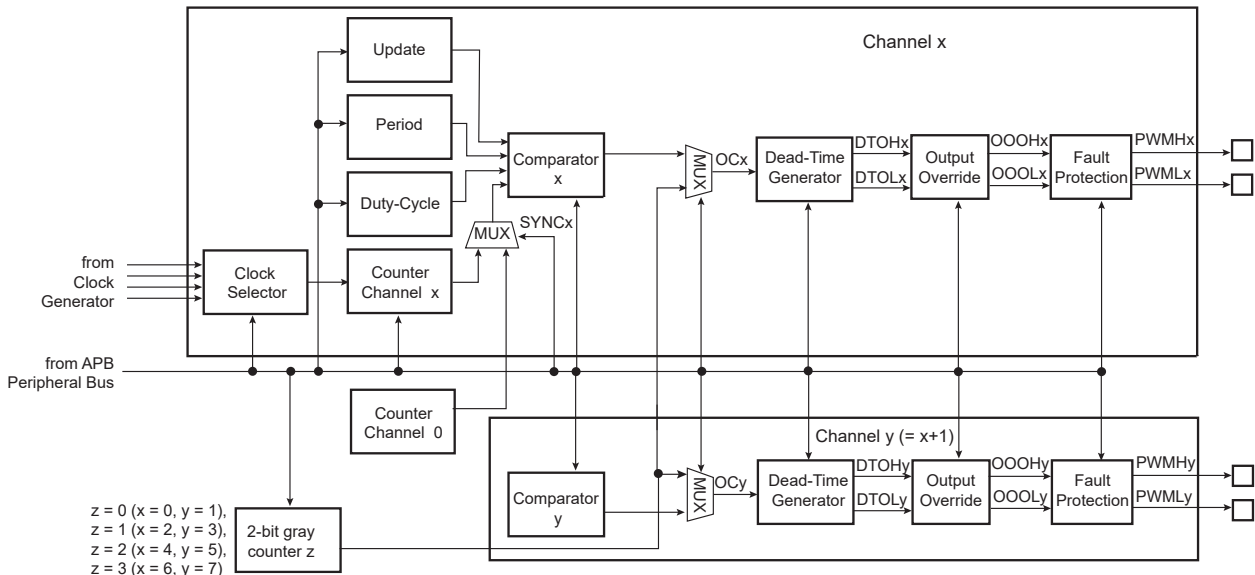 Channel x
Update
Period
Duty-Cycle
Comparator
x
MUX
SYNCx
from
Clock
Generator
Clock
Selector
Counter
Channel x
MUX
OCx
Dead-Time
Generator
DTOHx
DTOLx
Output
Override
OOOHx
OOOLx
Fault
Protection
PWMHx
PWMLx
from APB
Peripheral Bus
Counter
Channel 0
Channel y (= x+1)
Comparator
y
MUX
OCy
Dead-Time
Generator
DTOHy
DTOLy
Output
Override
OOOHy
OOOLy
Fault
Protection
PWMHy
PWMLy
z = 0 (x = 0, y = 1),
z = 1 (x = 2, y = 3),
z = 2 (x = 4, y = 5),
z = 3 (x = 6, y = 7)
2-bit gray
counter z